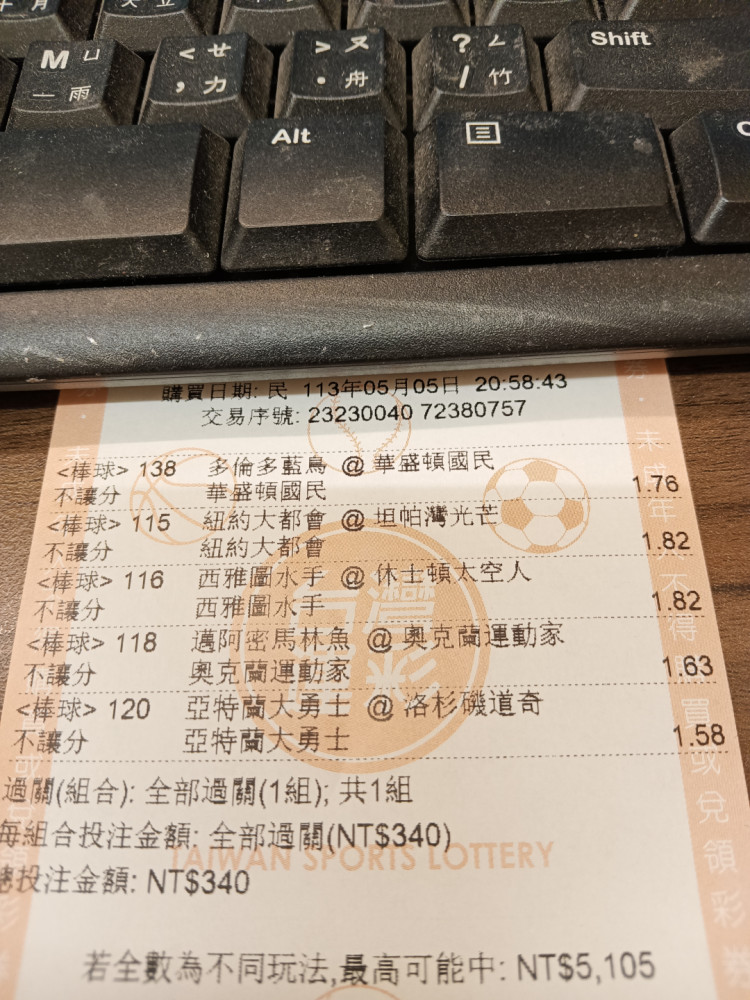 M ㄩ
一 雨
< ㄝ
, 力
> ㄡ
. 舟
? ㄥ
/ 竹
Shift
Alt
購買日期: 民 113年05月05日 20:58:43
交易序號: 23230040 72380757
<棒球> 138 多倫多藍鳥 @ 華盛頓國民
不讓分 華盛頓國民 1.76
<棒球> 115 紐約大都會 @ 坦帕灣光芒
不讓分 紐約大都會 1.82
<棒球> 116 西雅圖水手 @ 休士頓太空人
不讓分 西雅圖水手 1.82
<棒球> 118 邁阿密馬林魚 @ 奧克蘭運動家
不讓分 奧克蘭運動家 1.63
<棒球> 120 亞特蘭大勇士 @ 洛杉磯道奇
不讓分 亞特蘭大勇士 1.58
過關(組合): 全部過關(1組); 共1組
每組合投注金額: 全部過關(NT$340)
TAIWAN SPORTS LOTTERY
總投注金額: NT$340
若全數為不同玩法,最高可能中: NT$5,105